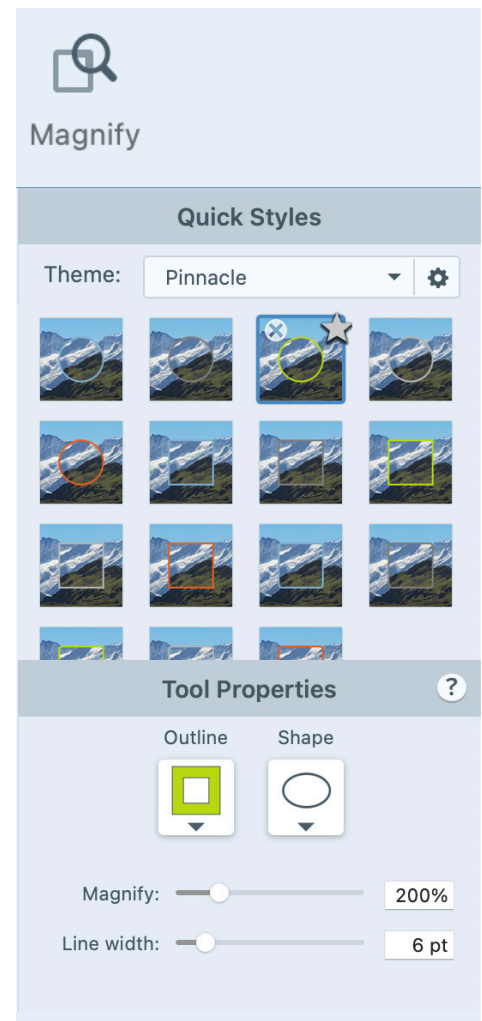 Magnify
Quick Styles
Theme: Pinnacle
Tool Properties ?
Outline Shape
Magnify: 200%
Line width: 6 pt